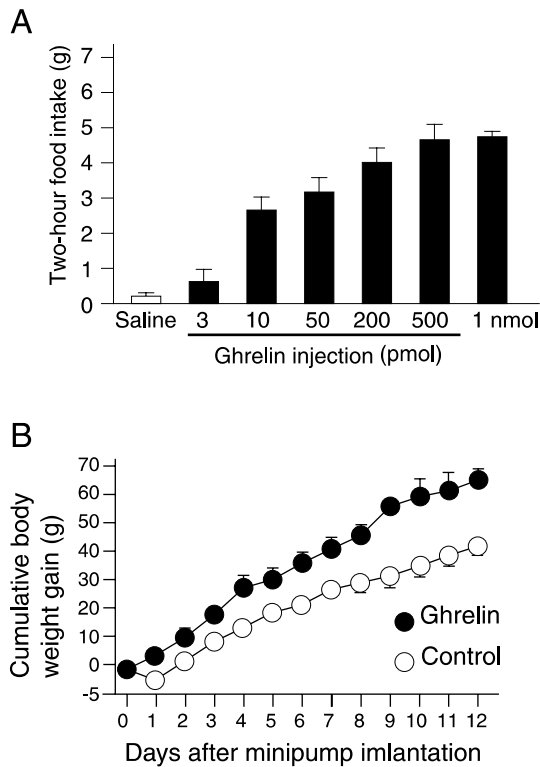 A
Two-hour food intake (g)
7
6
5
4
3
2
1
0
Saline 3 10 50 200 500 1 nmol
Ghrelin injection (pmol)
B
Cumulative body
weight gain (g)
70
60
50
40
30
20
10
0
-5
Ghrelin
Control
0 1 2 3 4 5 6 7 8 9 10 11 12
Days after minipump imlantation